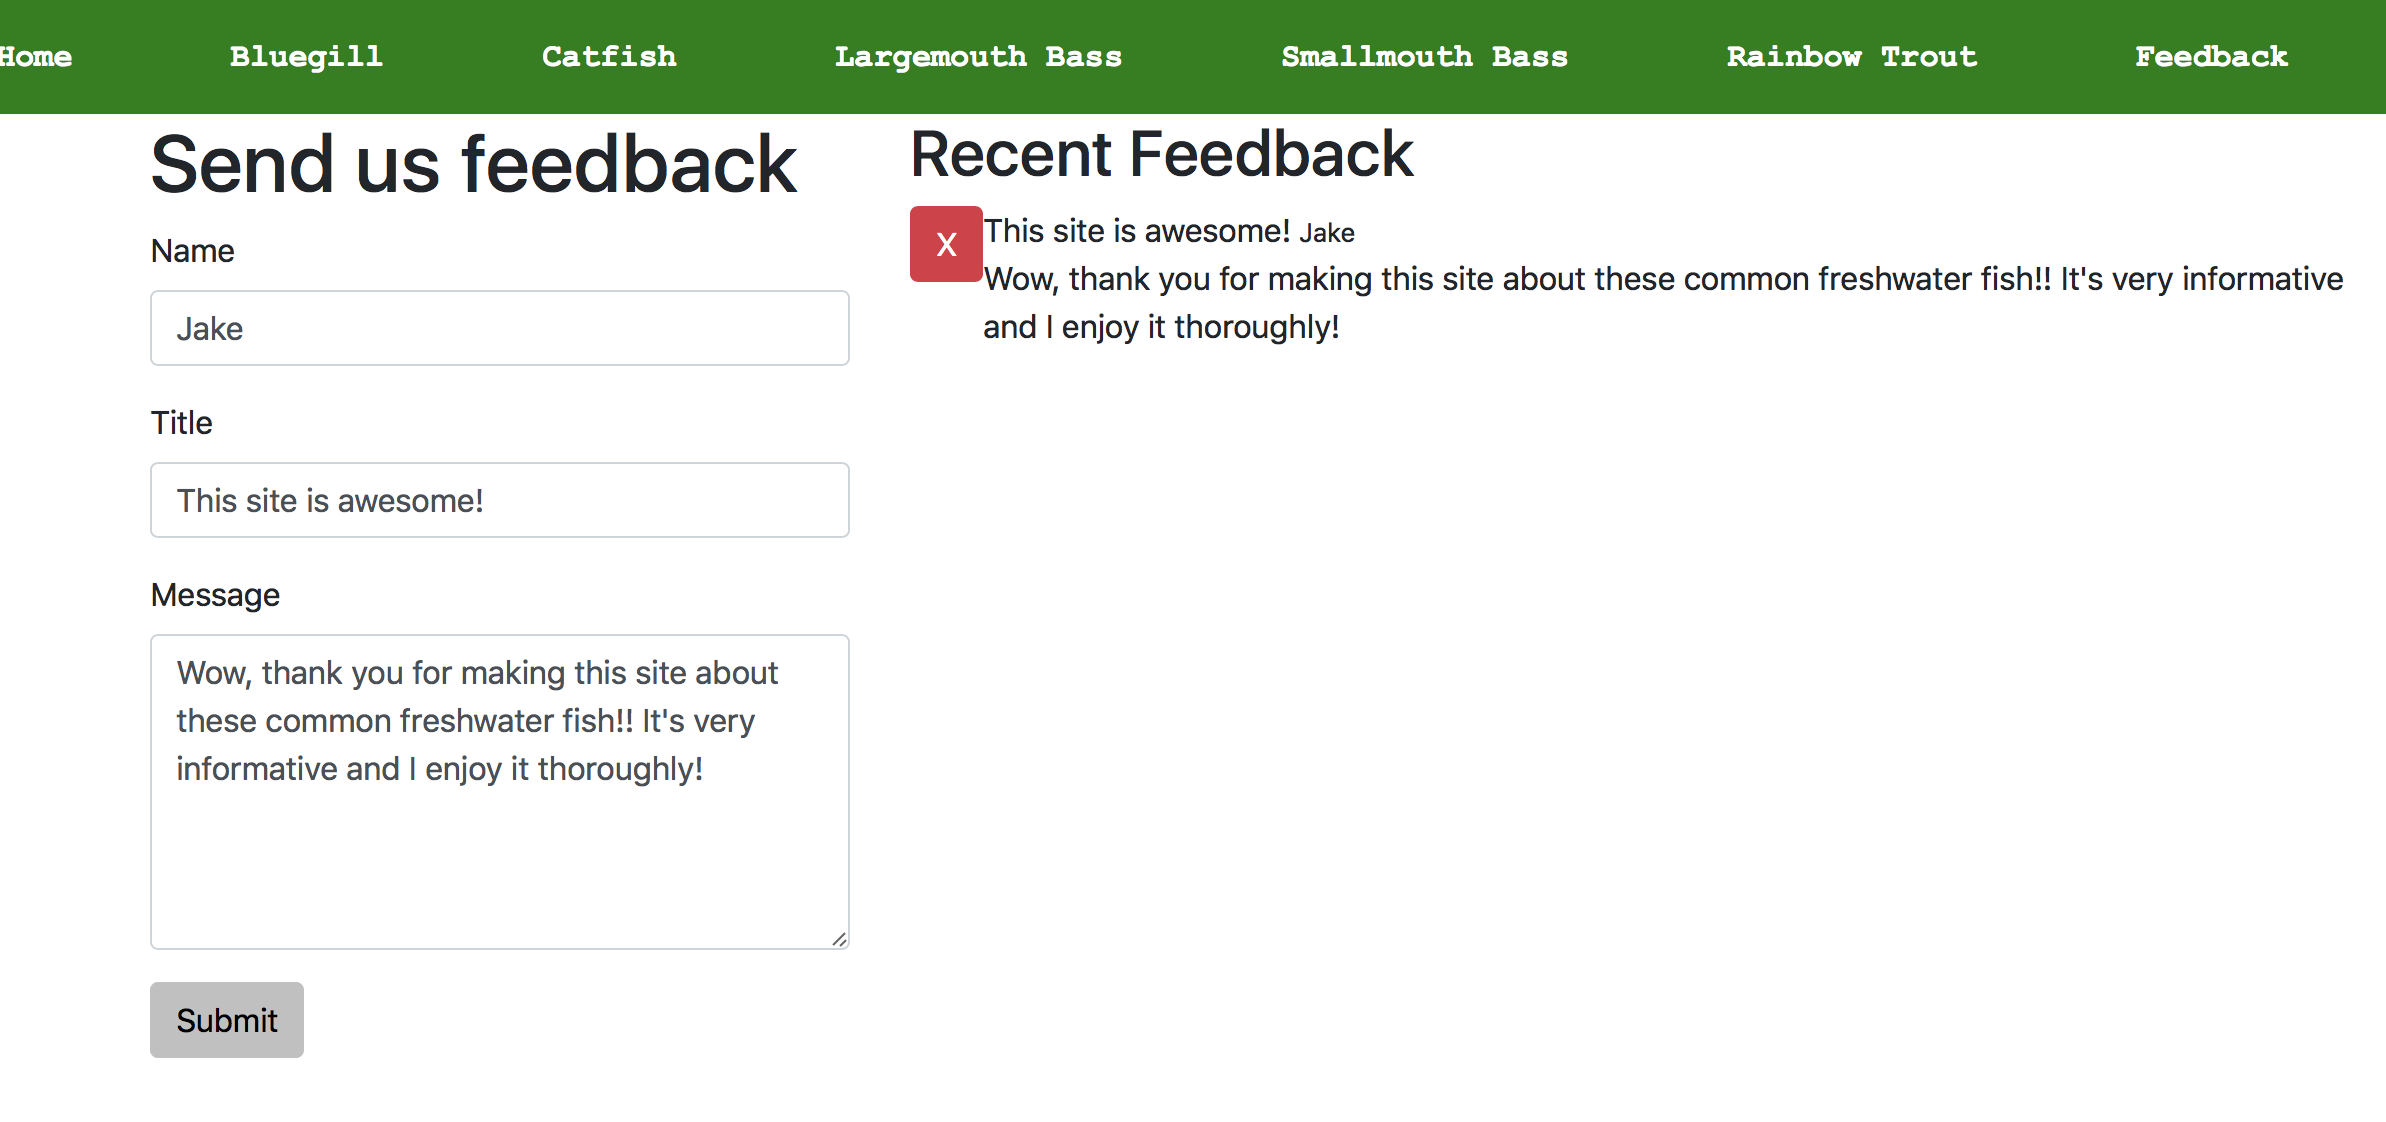 Home Bluegill Catfish Largemouth Bass Smallmouth Bass Rainbow Trout Feedback
Send us feedback
Name
Jake
Title
This site is awesome!
Message
Wow, thank you for making this site about
these common freshwater fish!! It's very
informative and I enjoy it thoroughly!
Submit
Recent Feedback
X This site is awesome! Jake
Wow, thank you for making this site about these common freshwater fish!! It's very informative
and I enjoy it thoroughly!